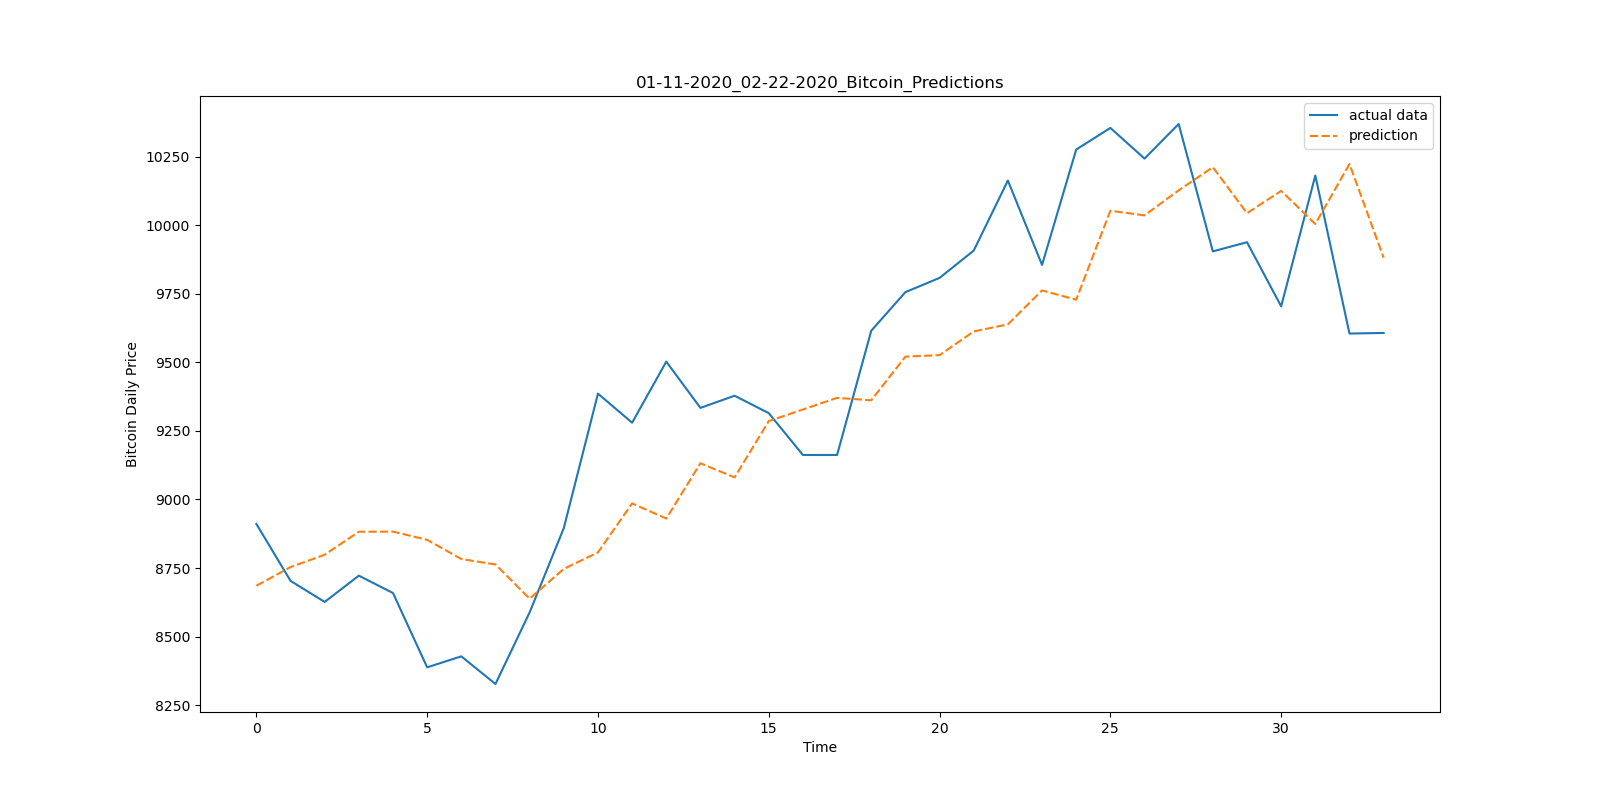 01-11-2020_02-22-2020_Bitcoin_Predictions
actual data
prediction
10250
10000
9750
9500
9250
9000
8750
8500
8250
Bitcoin Daily Price
0 5 10 15 20 25 30
Time